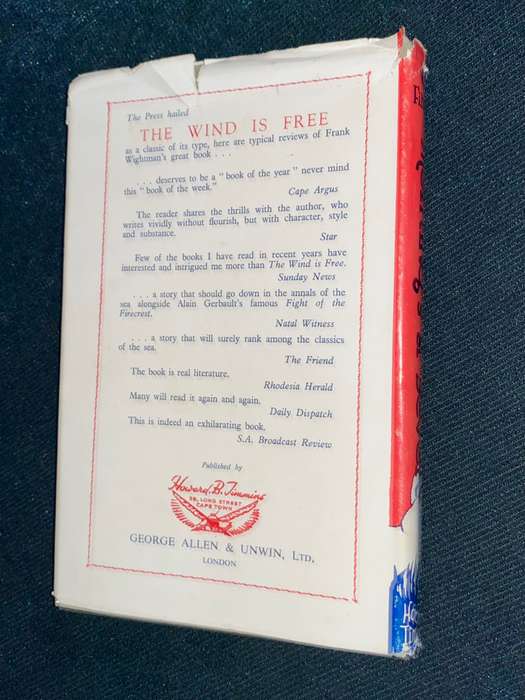 The Press hailed
THE WIND IS FREE
as a classic of its type, here are typical reviews of Frank
Wightman's great book . . .
. . . deserves to be a "book of the year" never mind
this "book of the week."
Cape Argus
The reader shares the thrills with the author, who
writes vividly without flourish, but with character, style
and substance.
Star
Few of the books I have read in recent years have
interested and intrigued me more than The Wind is Free.
Sunday News
. . . a story that should go down in the annals of the
sea alongside Alain Gerbault's famous Fight of the
Firecrest.
Natal Witness
. . . a story that will surely rank among the classics
of the sea.
The Friend
The book is real literature.
Rhodesia Herald
Many will read it again and again.
Daily Dispatch
This is indeed an exhilarating book.
S.A. Broadcast Review
Published by
Howard B. Timmins
58, LONG STREET
CAPE TOWN
GEORGE ALLEN & UNWIN, LTD,
LONDON